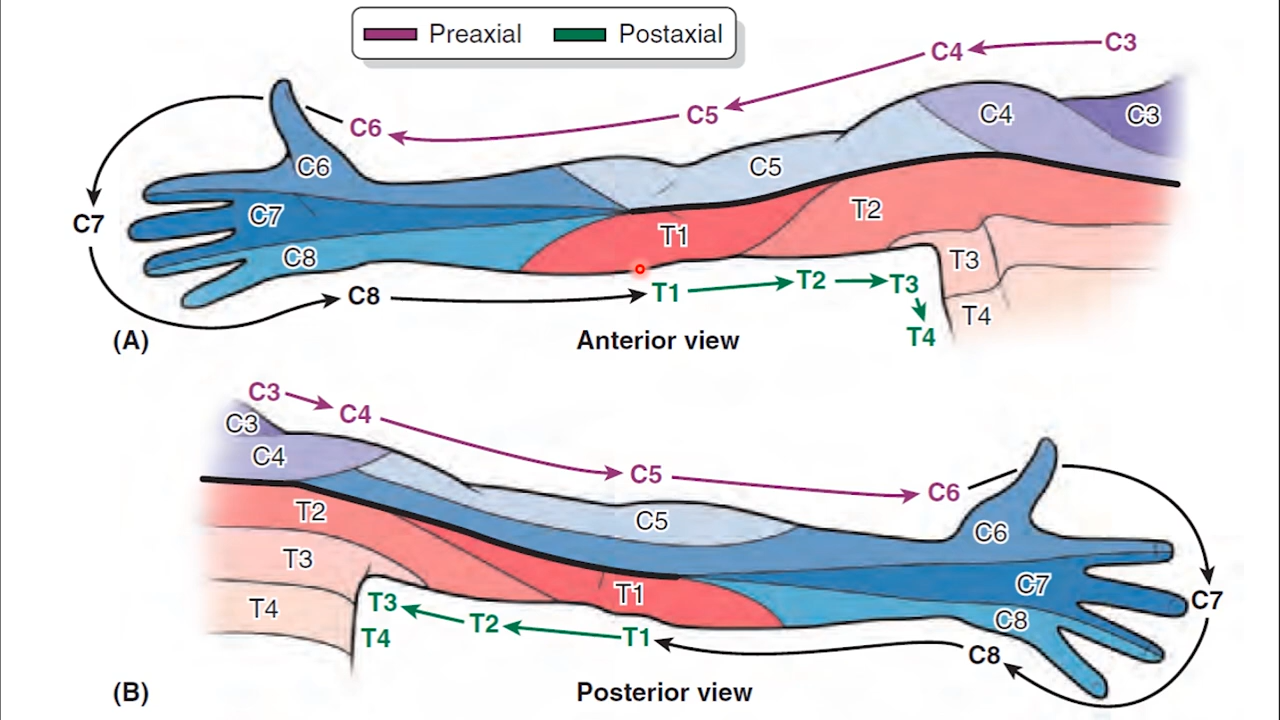 Preaxial Postaxial
C3
C4
C5
C6
C7
C8
T1
T2
T3
T4
C3
C4
C5
C6
C7
C8
T1
T2
T3
T4
(A)
Anterior view
C3
C4
C5
C6
C7
C8
T1
T2
T3
T4
C3
C4
C5
C6
C7
C8
T1
T2
T3
T4
(B)
Posterior view